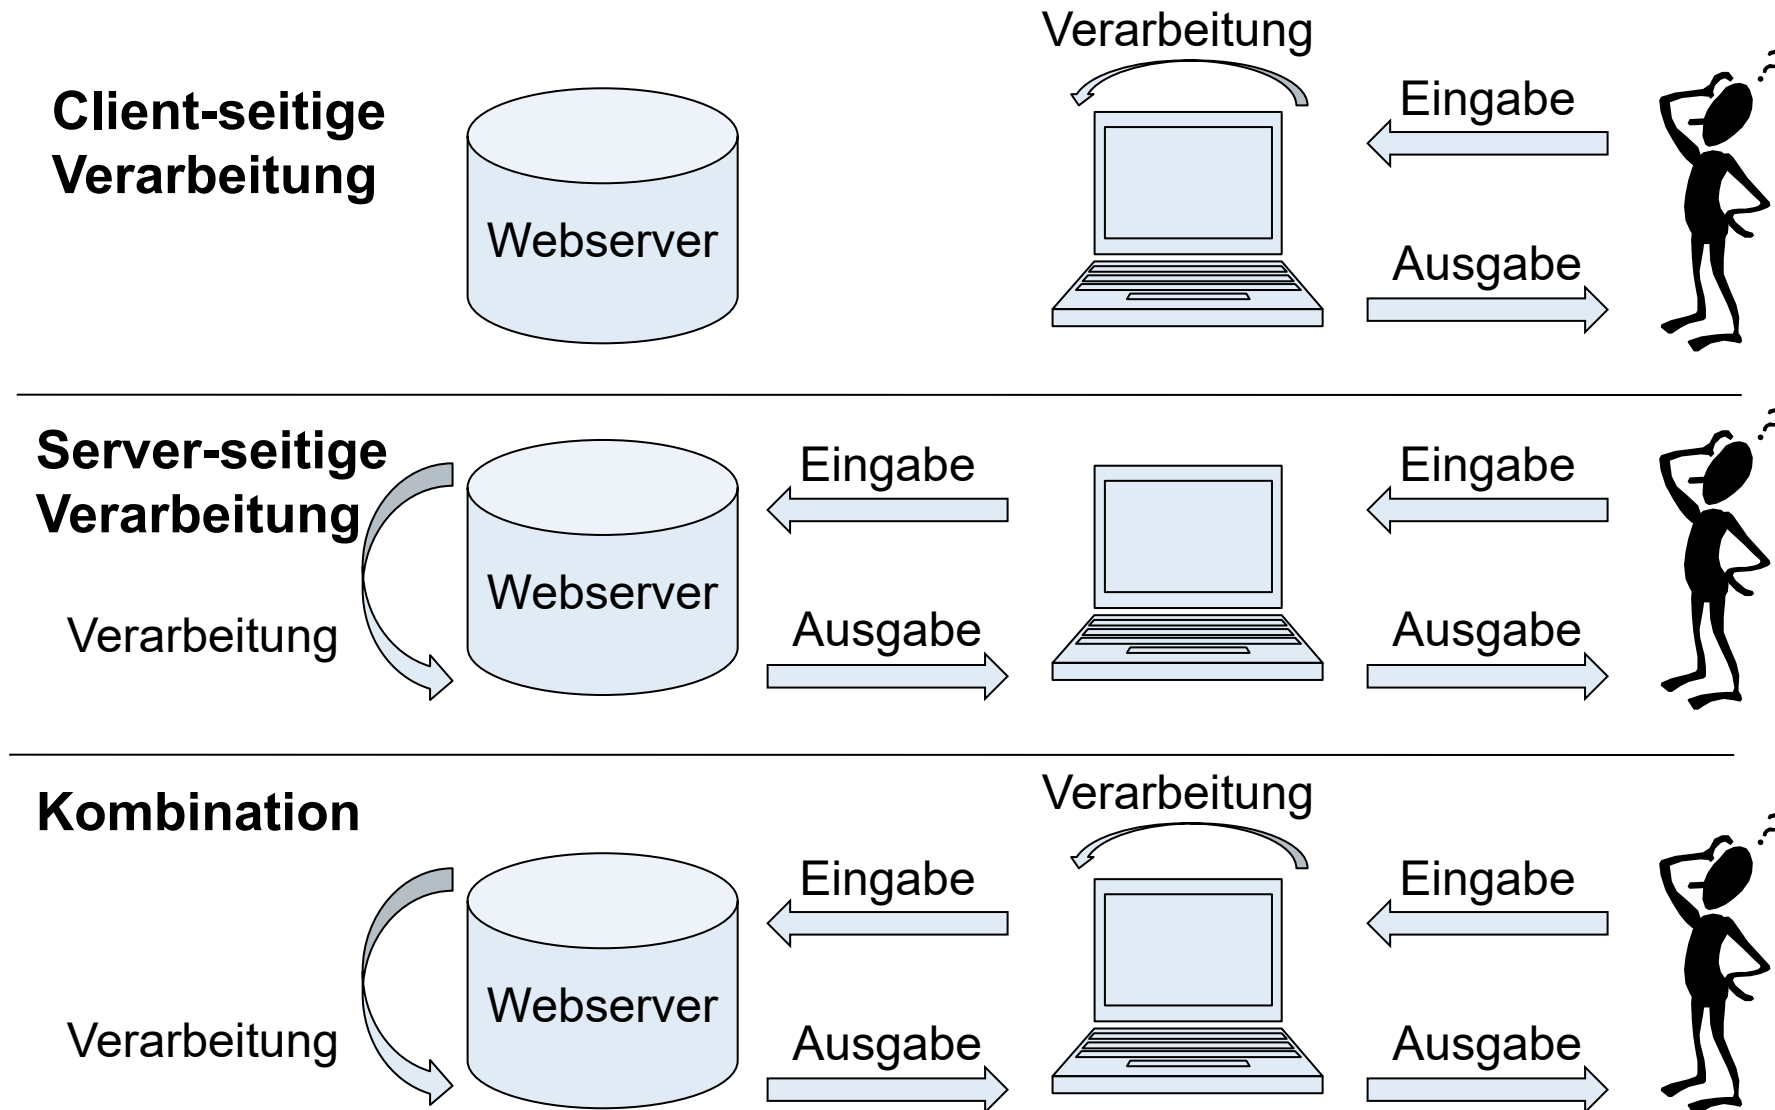 Verarbeitung
Client-seitige
Verarbeitung
Webserver
Eingabe
Ausgabe
Server-seitige
Verarbeitung
Verarbeitung
Webserver
Eingabe
Ausgabe
Eingabe
Ausgabe
Kombination
Verarbeitung
Verarbeitung
Webserver
Eingabe
Ausgabe
Eingabe
Ausgabe